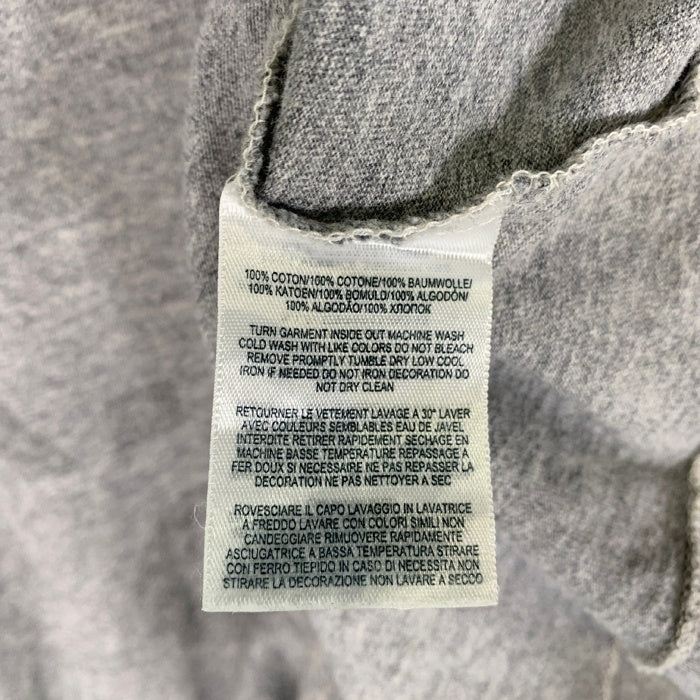 100% COTON/100% COTONE/100% BAUMWOLLE/
100% KATOEN/100% BOMULD/100% ALGODÓN/
100% ALGODÃO/100% ХЛОПОК
TURN GARMENT INSIDE OUT MACHINE WASH
COLD WASH WITH LIKE COLORS DO NOT BLEACH
REMOVE PROMPTLY TUMBLE DRY LOW COOL
IRON IF NEEDED DO NOT IRON DECORATION DO
NOT DRY CLEAN
RETOURNER LE VETEMENT LAVAGE A 30° LAVER
AVEC COULEURS SEMBLABLES EAU DE JAVEL
INTERDITE RETIRER RAPIDEMENT SECHAGE EN
MACHINE BASSE TEMPERATURE REPASSAGE A
FER DOUX SI NECESSAIRE NE PAS REPASSER LA
DECORATION NE PAS NETTOYER A SEC
ROVESCIARE IL CAPO LAVAGGIO IN LAVATRICE
A FREDDO LAVARE CON COLORI SIMILI NON
CANDEGGIARE RIMUOVERE RAPIDAMENTE
ASCIUGATRICE A BASSA TEMPERATURA STIRARE
CON FERRO TIEPIDO IN CASO DI NECESSITA NON
STIRARE LA DECORAZIONE NON LAVARE A SECCO